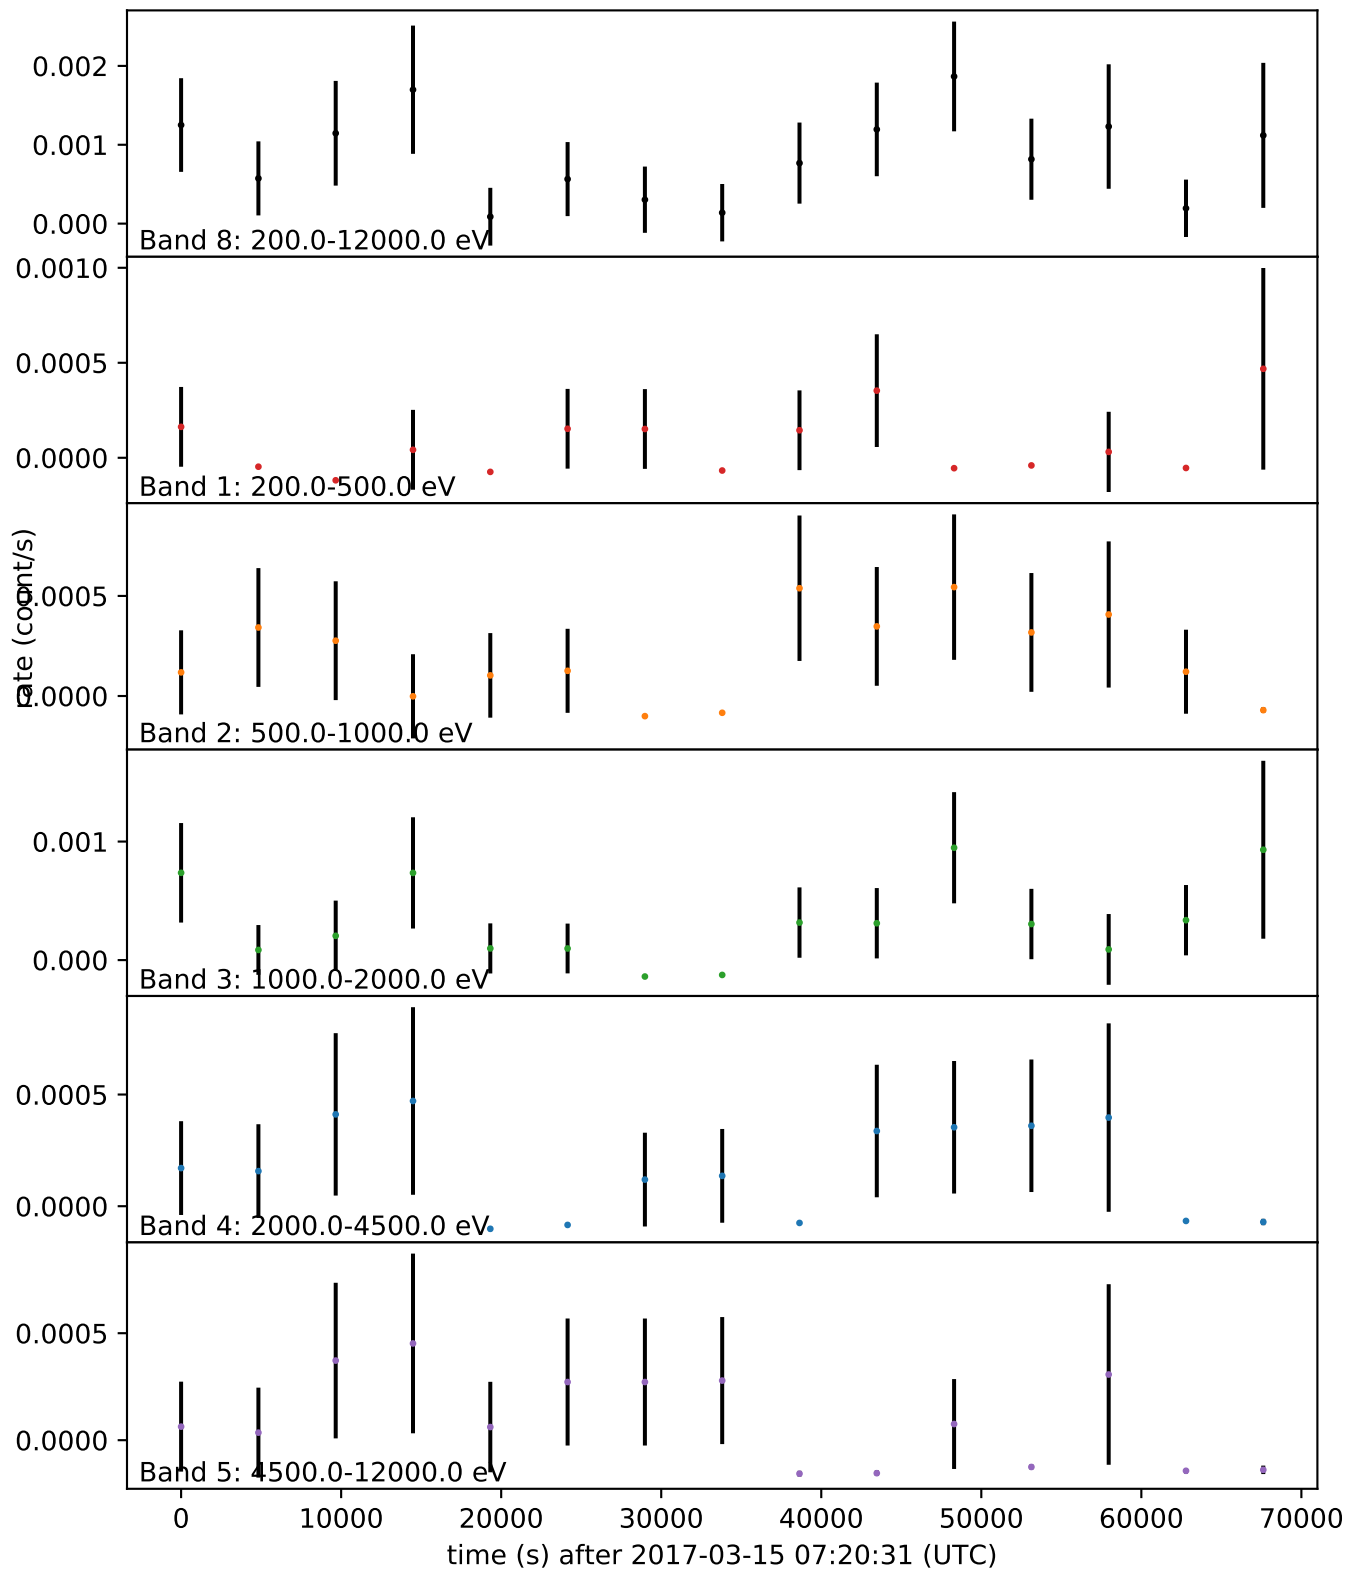 0.002
0.001
0.000
Band 8: 200.0-12000.0 eV
0.0010
0.0005
0.0000
Band 1: 200.0-500.0 eV
rate (count/s)
0.0005
0.0000
Band 2: 500.0-1000.0 eV
0.001
0.000
Band 3: 1000.0-2000.0 eV
0.0005
0.0000
Band 4: 2000.0-4500.0 eV
0.0005
0.0000
Band 5: 4500.0-12000.0 eV
0 10000 20000 30000 40000 50000 60000 70000
time (s) after 2017-03-15 07:20:31 (UTC)